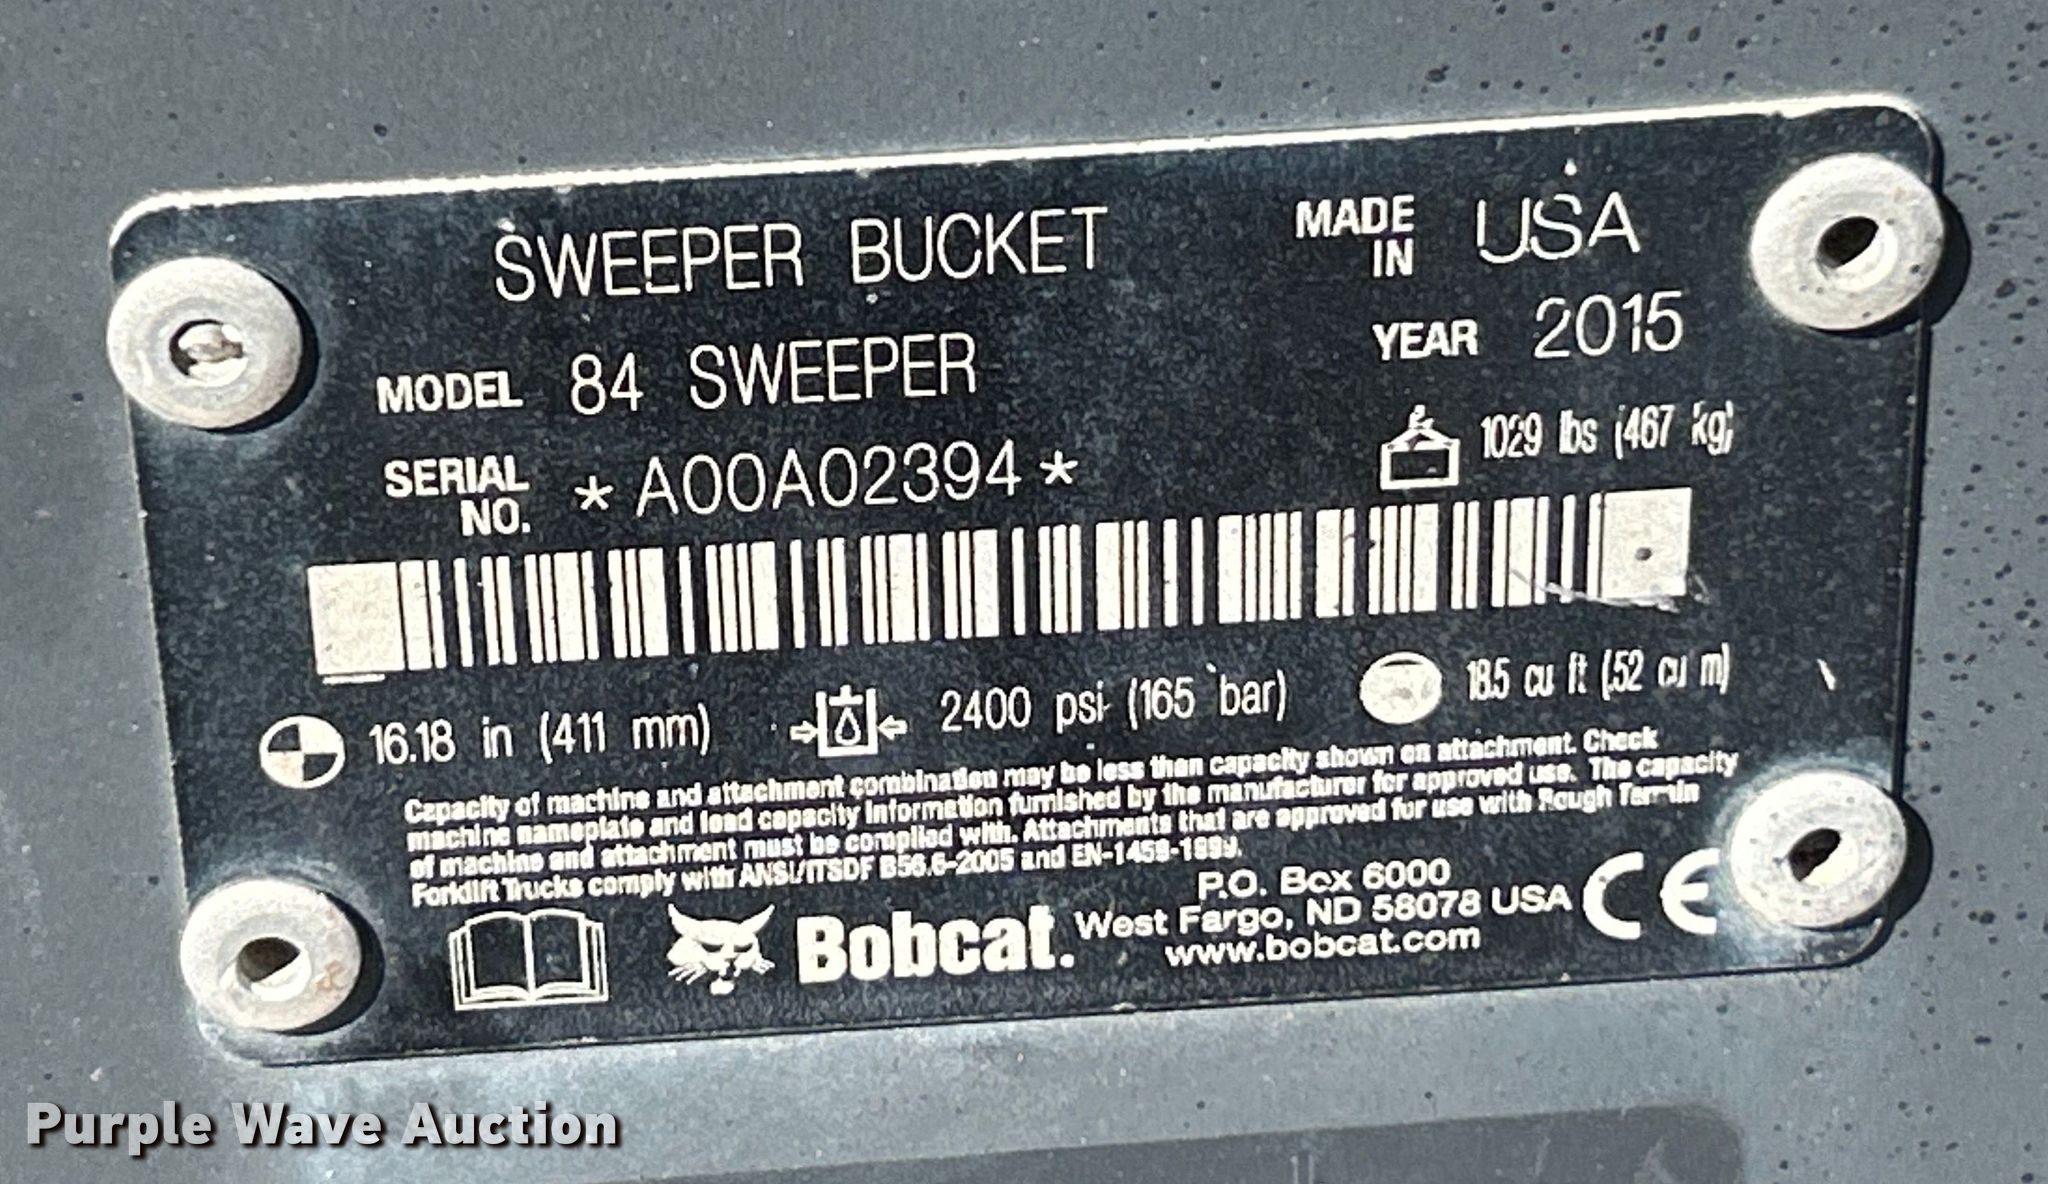 SWEEPER BUCKET
MADE IN USA
MODEL 84 SWEEPER
YEAR 2015
SERIAL NO. *A00A02394*
1029 lbs (467 kg)
16.18 in (411 mm)
2400 psi (165 bar)
18.5 cu ft (.52 cu m)
Capacity of machine and attachment combination may be less than capacity shown on attachment. Check
machine nameplate and load capacity information furnished by the manufacturer for approved use. The capacity
of machine and attachment must be complied with. Attachments that are approved for use with Rough Terrain
Forklift Trucks comply with ANSI/ITSDF B56.6-2005 and EN-1459-1999.
Bobcat.
P.O. Box 6000
West Fargo, ND 58078 USA
www.bobcat.com
CE
Purple Wave Auction